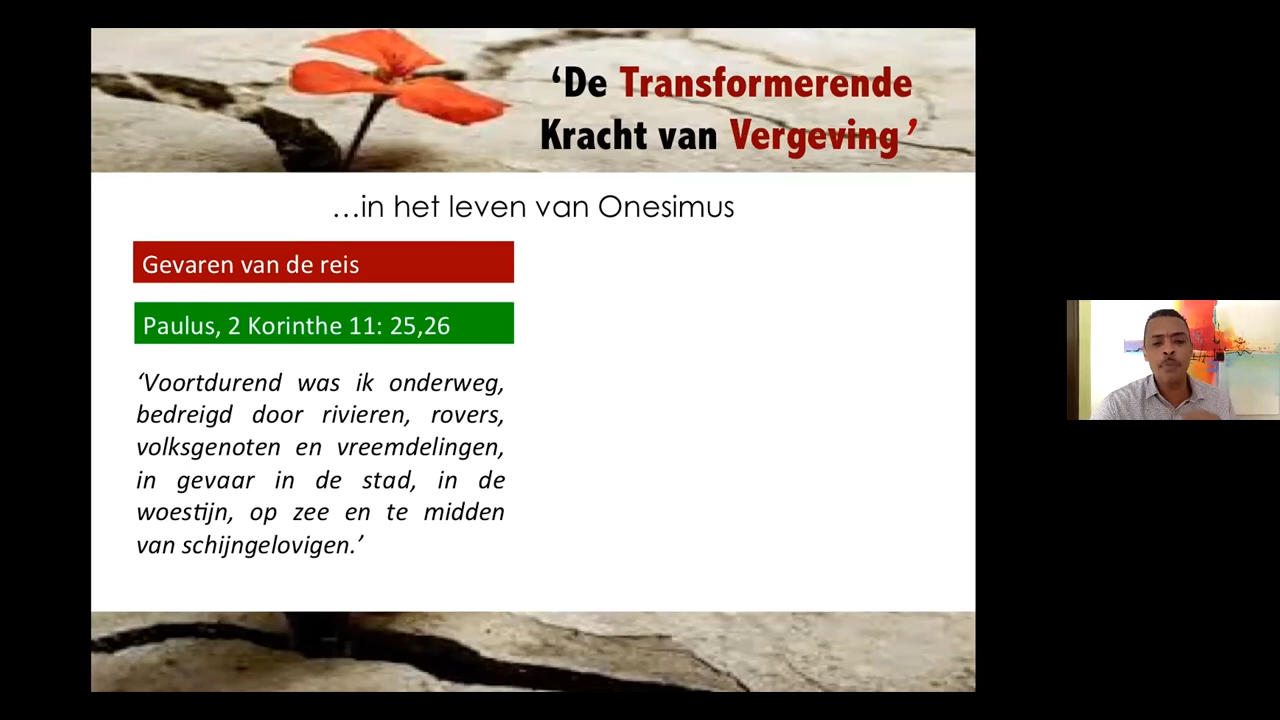 ‘De Transformerende
Kracht van Vergeving’
…in het leven van Onesimus
Gevaren van de reis
Paulus, 2 Korinthe 11: 25,26
‘Voortdurend was ik onderweg,
bedreigd door rivieren, rovers,
volksgenoten en vreemdelingen,
in gevaar in de stad, in de
woestijn, op zee en te midden
van schijngelovigen.’